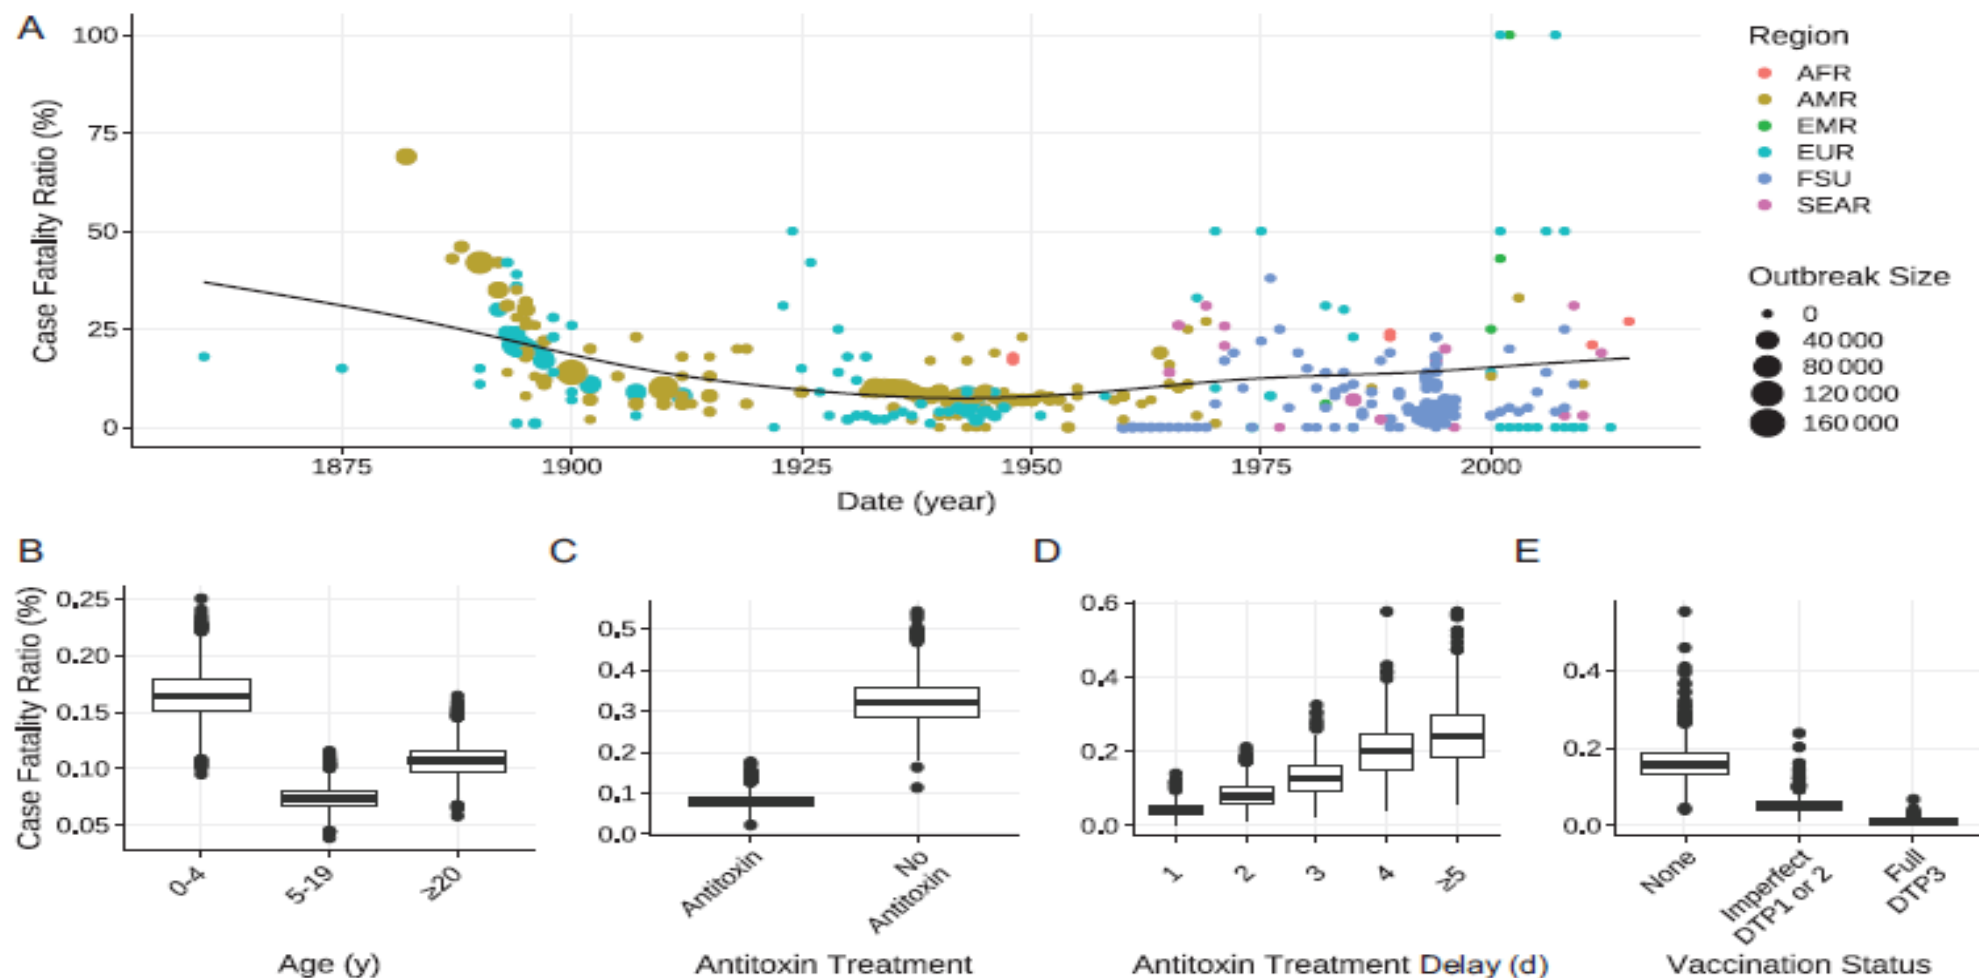 A
Case Fatality Ratio (%)
100
75
50
25
0
1875 1900 1925 1950 1975 2000
Date (year)
Region
AFR
AMR
EMR
EUR
FSU
SEAR
Outbreak Size
0
40 000
80 000
120 000
160 000
B
Case Fatality Ratio (%)
0.25
0.20
0.15
0.10
0.05
0-4 5-19 ≥20
Age (y)
C
0.5
0.4
0.3
0.2
0.1
0.0
Antitoxin
No
Antitoxin
Antitoxin Treatment
D
0.6
0.4
0.2
0.0
1 2 3 4 ≥5
Antitoxin Treatment Delay (d)
E
0.4
0.2
0.0
None
Imperfect
DTP1 or 2
Full
DTP3
Vaccination Status